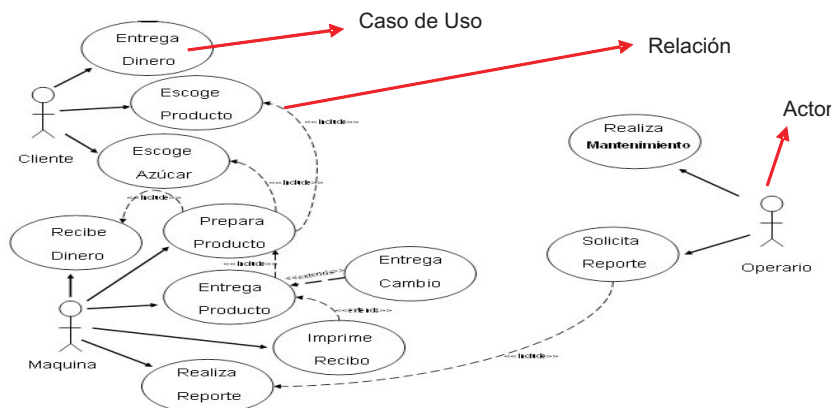 Caso de Uso
Entrega
Dinero
Relación
Escoge
Producto
<<Include>>
Actor
Cliente
Realiza
Mantenimiento
Escoge
Azúcar
<<Include>>
<<Include>>
Recibe
Dinero
Prepara
Producto
Solicita
Reporte
Operario
<<Include>>
<<extends>>
Entrega
Cambio
Entrega
Producto
<<extends>>
Imprime
Recibo
Maquina
Realiza
Reporte
<<Include>>